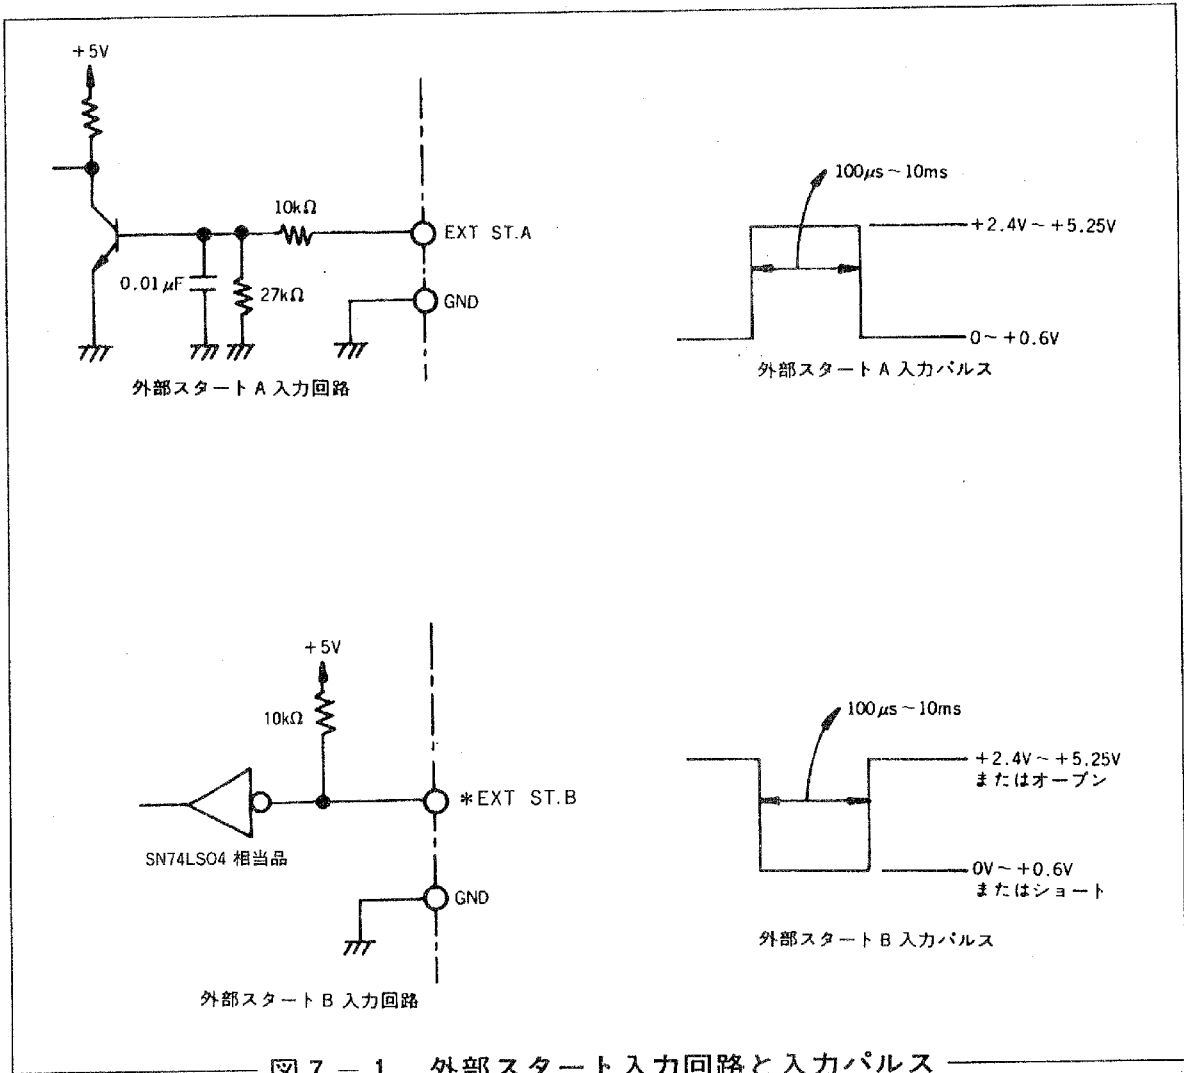 +5V
10kΩ
EXT ST.A
0.01μF
27kΩ
GND
外部スタート A 入力回路
100μs~10ms
+2.4V~+5.25V
0~+0.6V
外部スタート A 入力パルス
+5V
10kΩ
*EXT ST.B
SN74LS04 相当品
GND
外部スタート B 入力回路
100μs~10ms
+2.4V~+5.25V
またはオープン
0V~+0.6V
またはショート
外部スタート B 入力パルス
図 7 − 1 外部スタート入力回路と入力パルス